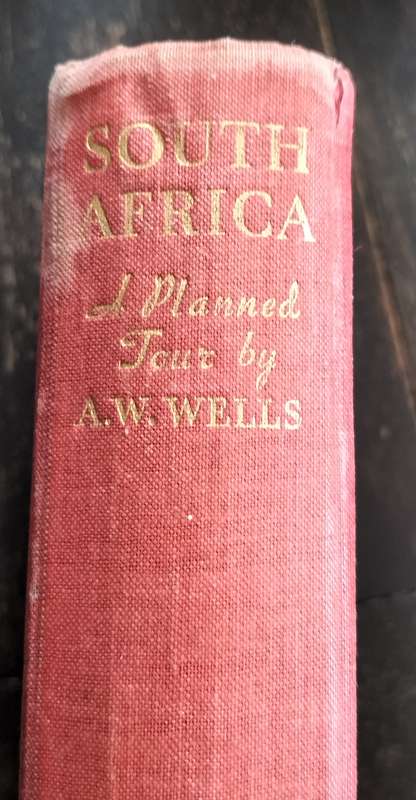 SOUTH
AFRICA
A Planned
Tour by
A.W. WELLS